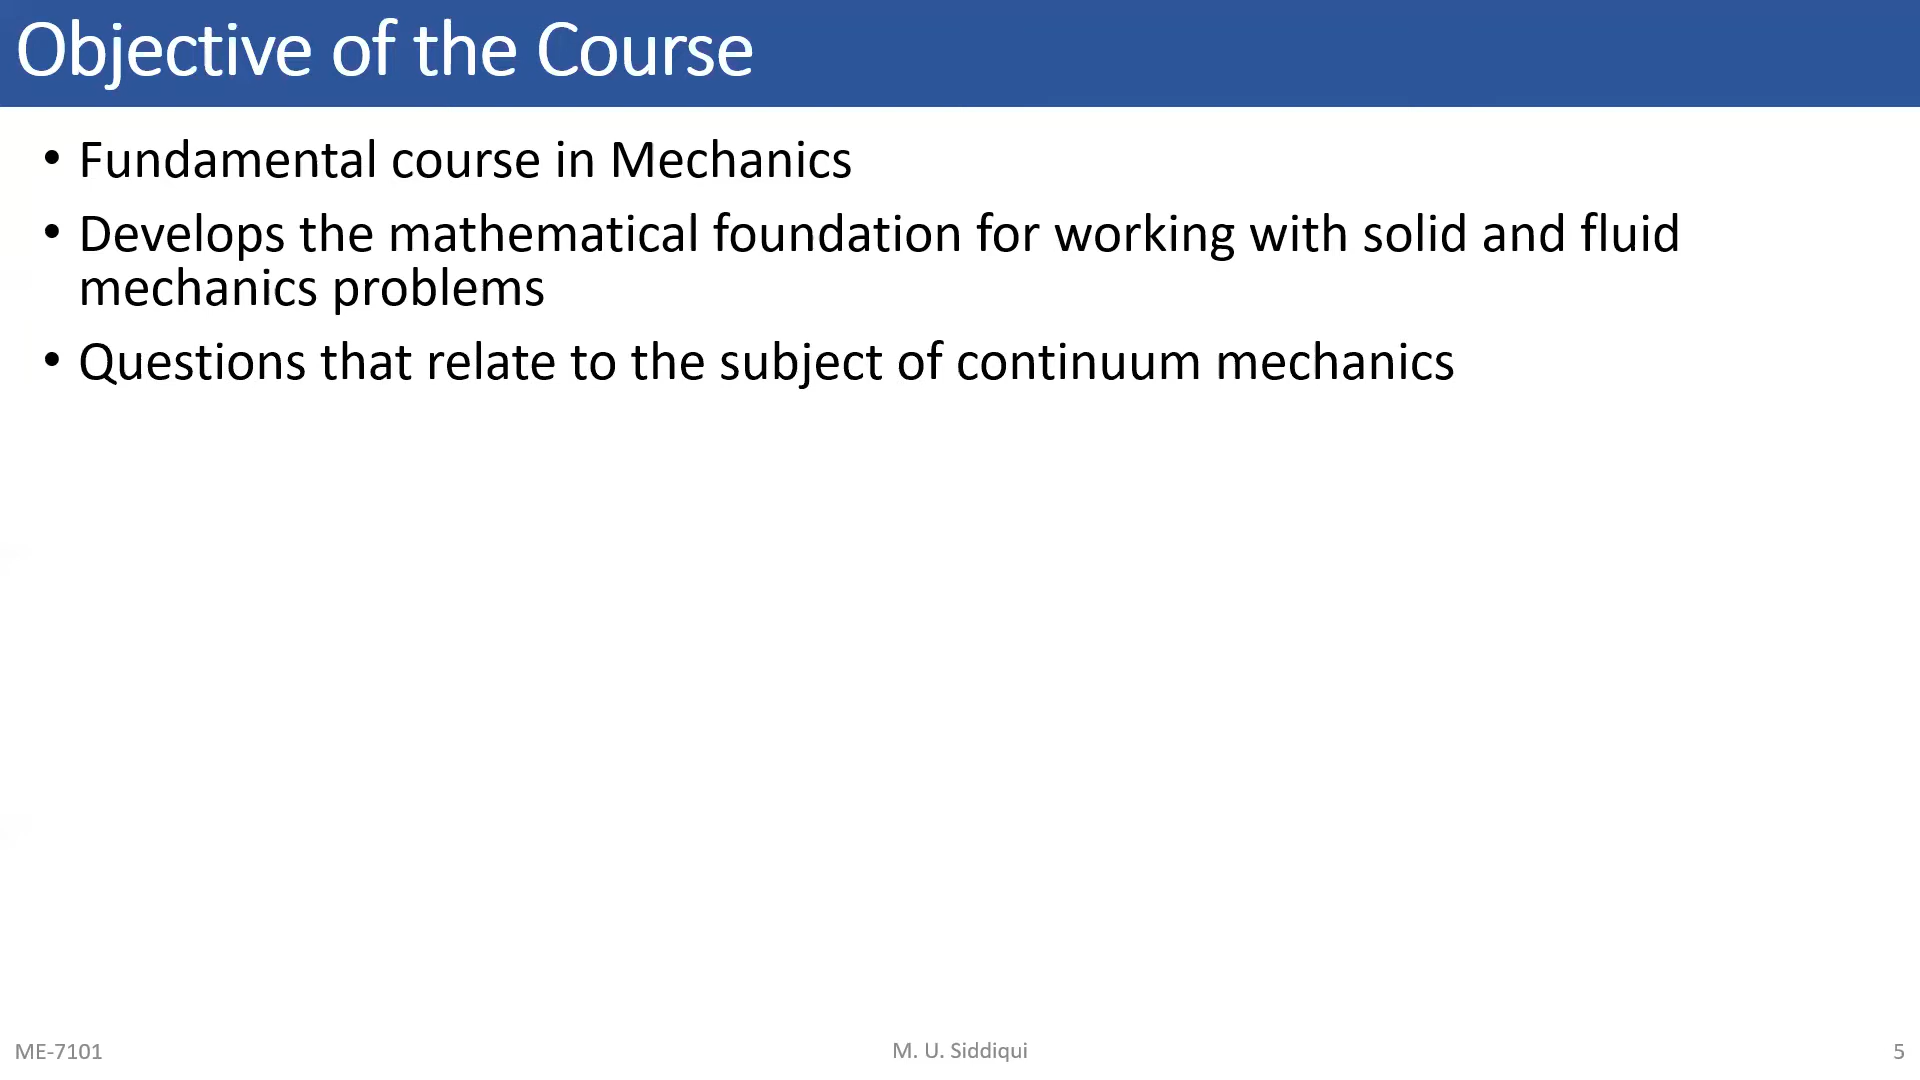 Objective of the Course
• Fundamental course in Mechanics
• Develops the mathematical foundation for working with solid and fluid
mechanics problems
• Questions that relate to the subject of continuum mechanics
ME-7101
M. U. Siddiqui
5